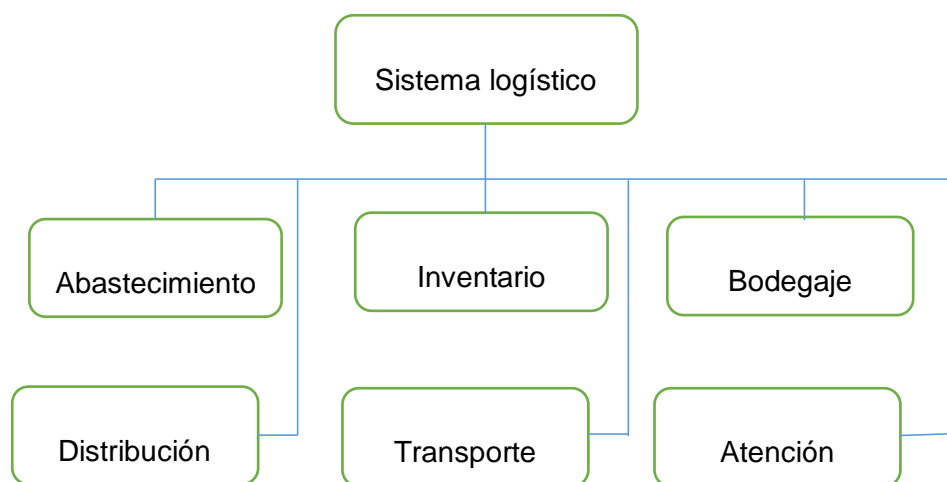 Sistema logístico
Abastecimiento
Inventario
Bodegaje
Distribución
Transporte
Atención